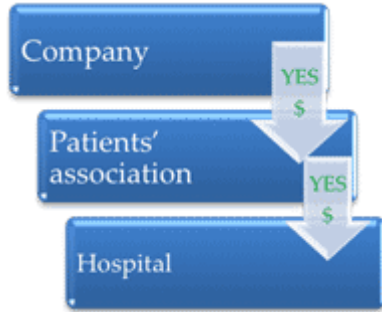 Company
YES
$
Patients’
association
YES
$
Hospital